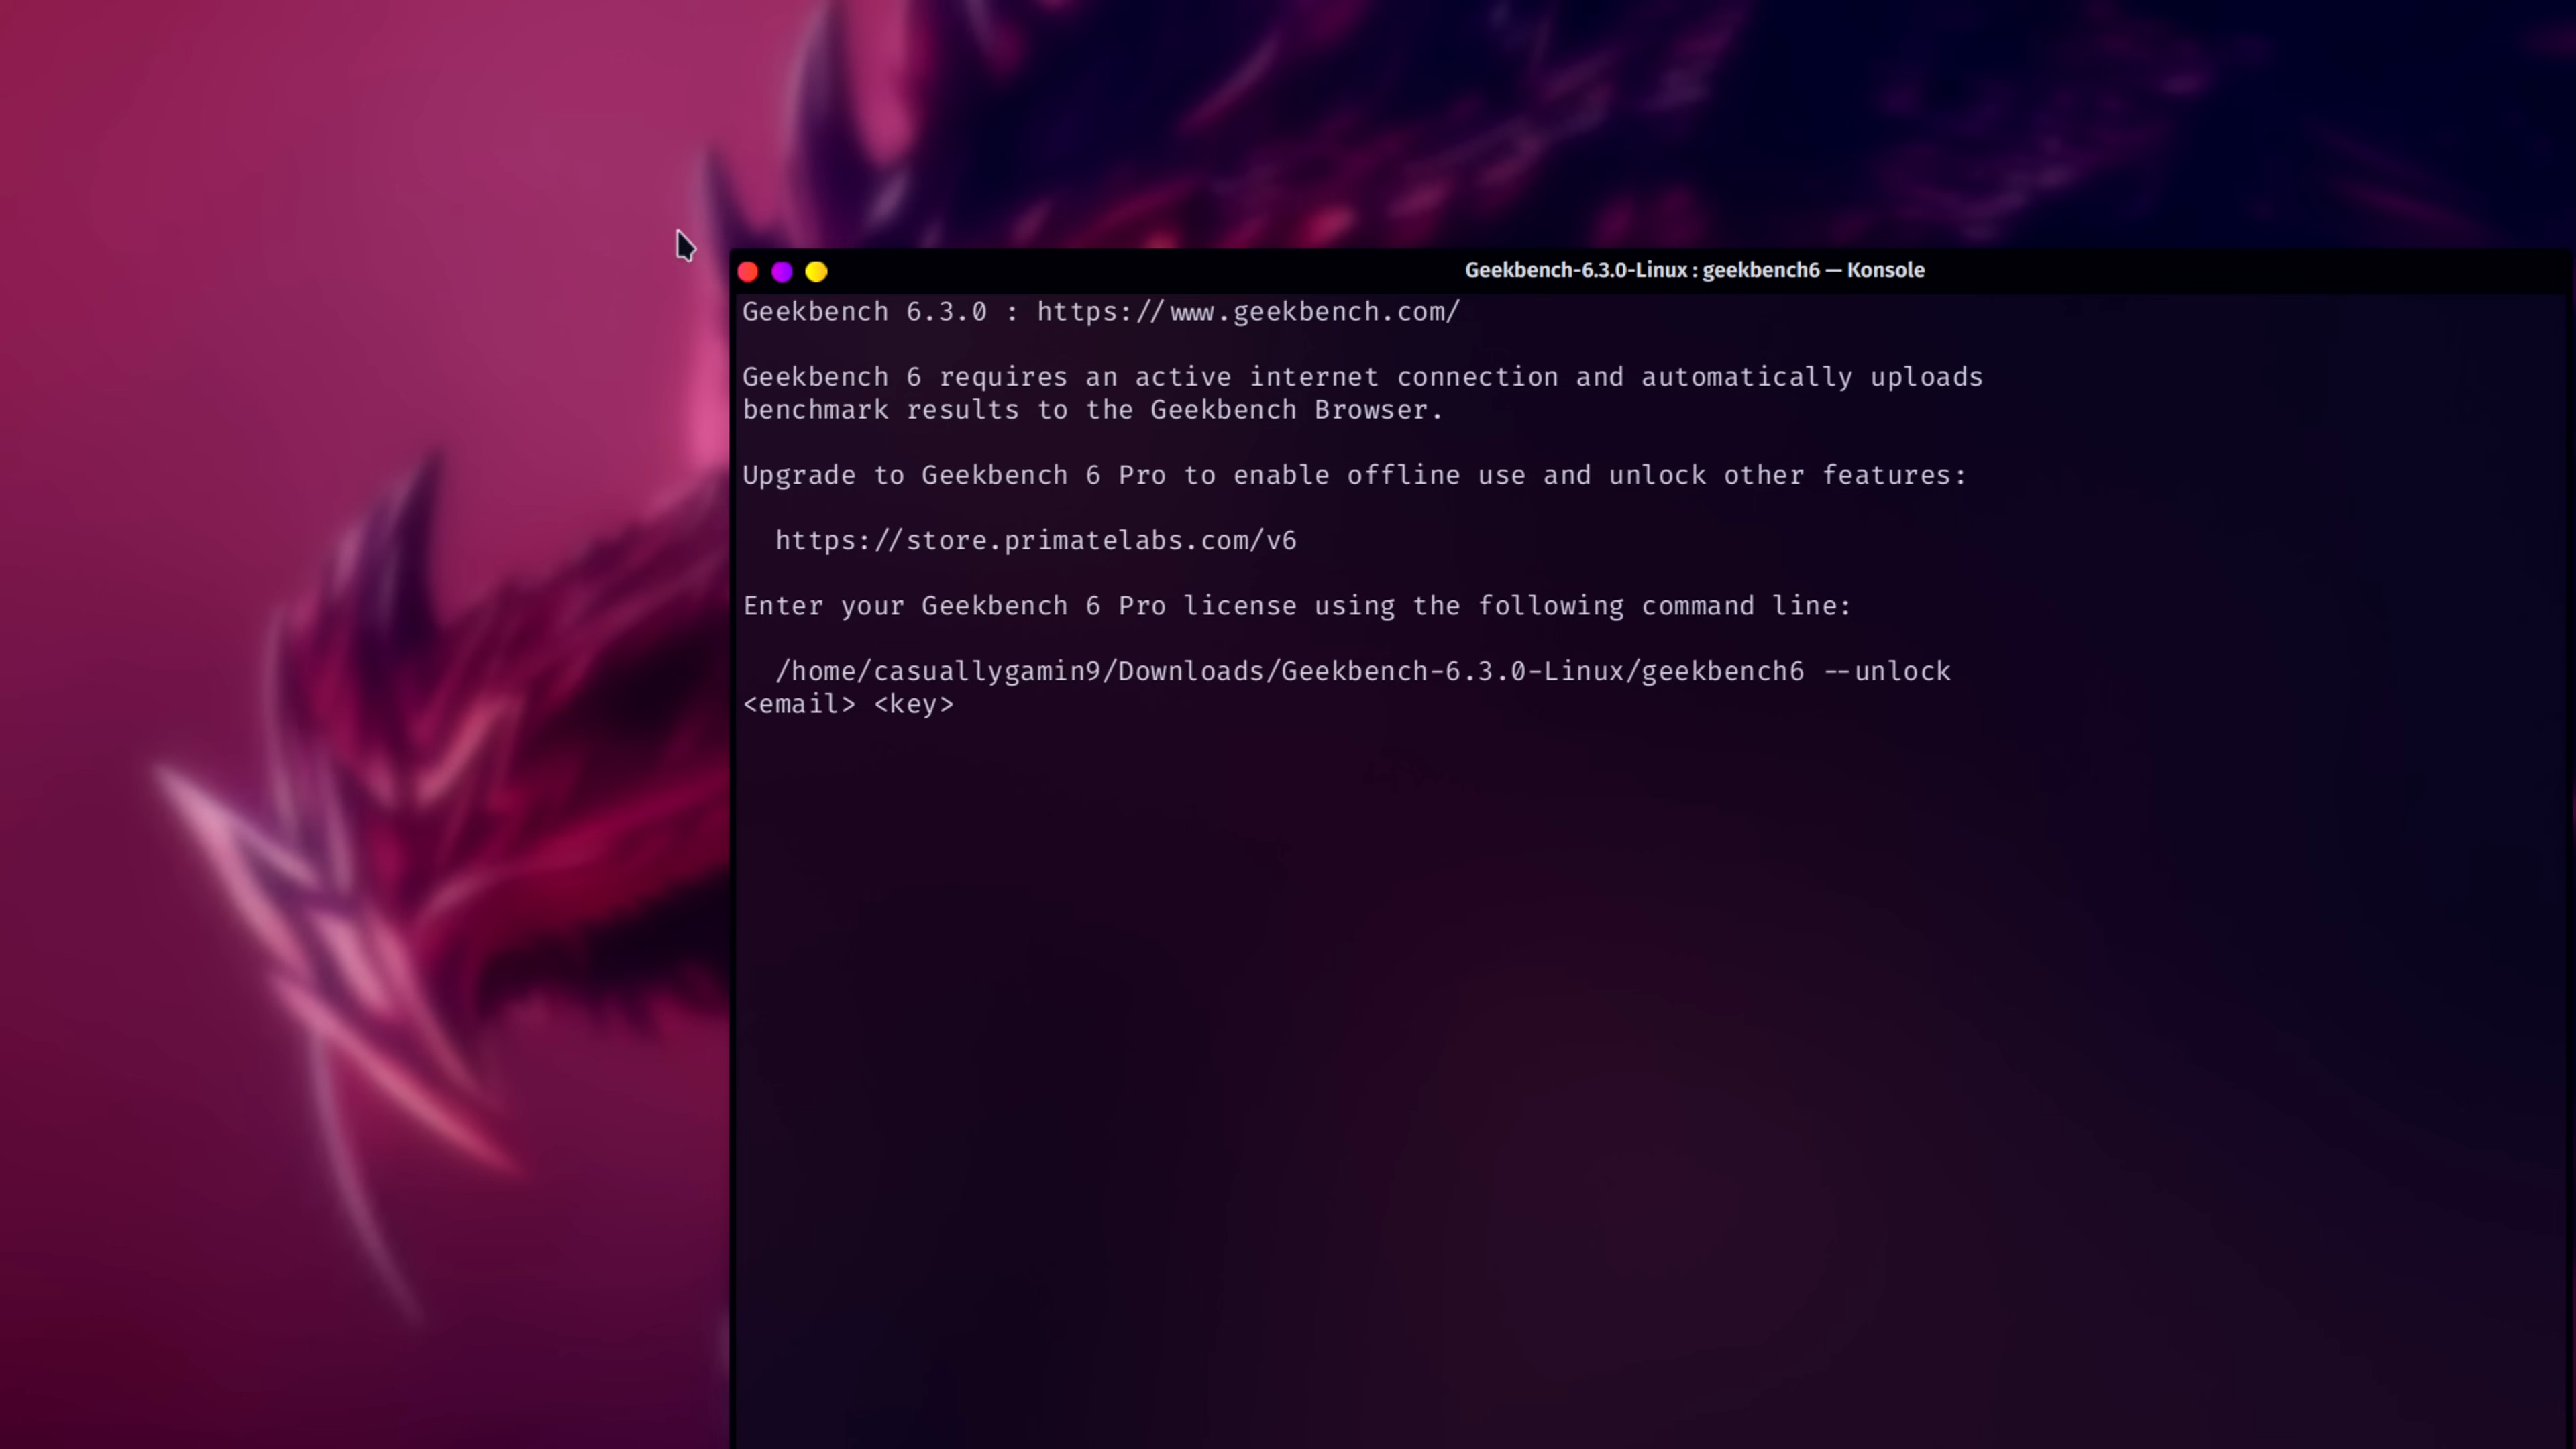 Geekbench-6.3.0-Linux : geekbench6 — Konsole
Geekbench 6.3.0 : https://www.geekbench.com/
Geekbench 6 requires an active internet connection and automatically uploads
benchmark results to the Geekbench Browser.
Upgrade to Geekbench 6 Pro to enable offline use and unlock other features:
https://store.primatelabs.com/v6
Enter your Geekbench 6 Pro license using the following command line:
/home/casuallygamin9/Downloads/Geekbench-6.3.0-Linux/geekbench6 --unlock
<email> <key>